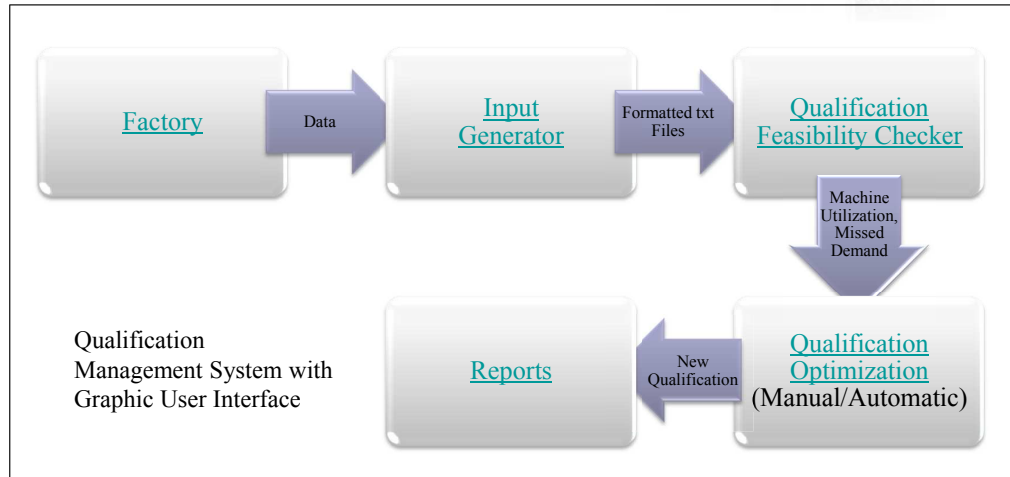 Factory
Data
Input
Generator
Formatted txt
Files
Qualification
Feasibility Checker
Machine
Utilization,
Missed
Demand
Qualification
Optimization
(Manual/Automatic)
New
Qualification
Reports
Qualification
Management System with
Graphic User Interface